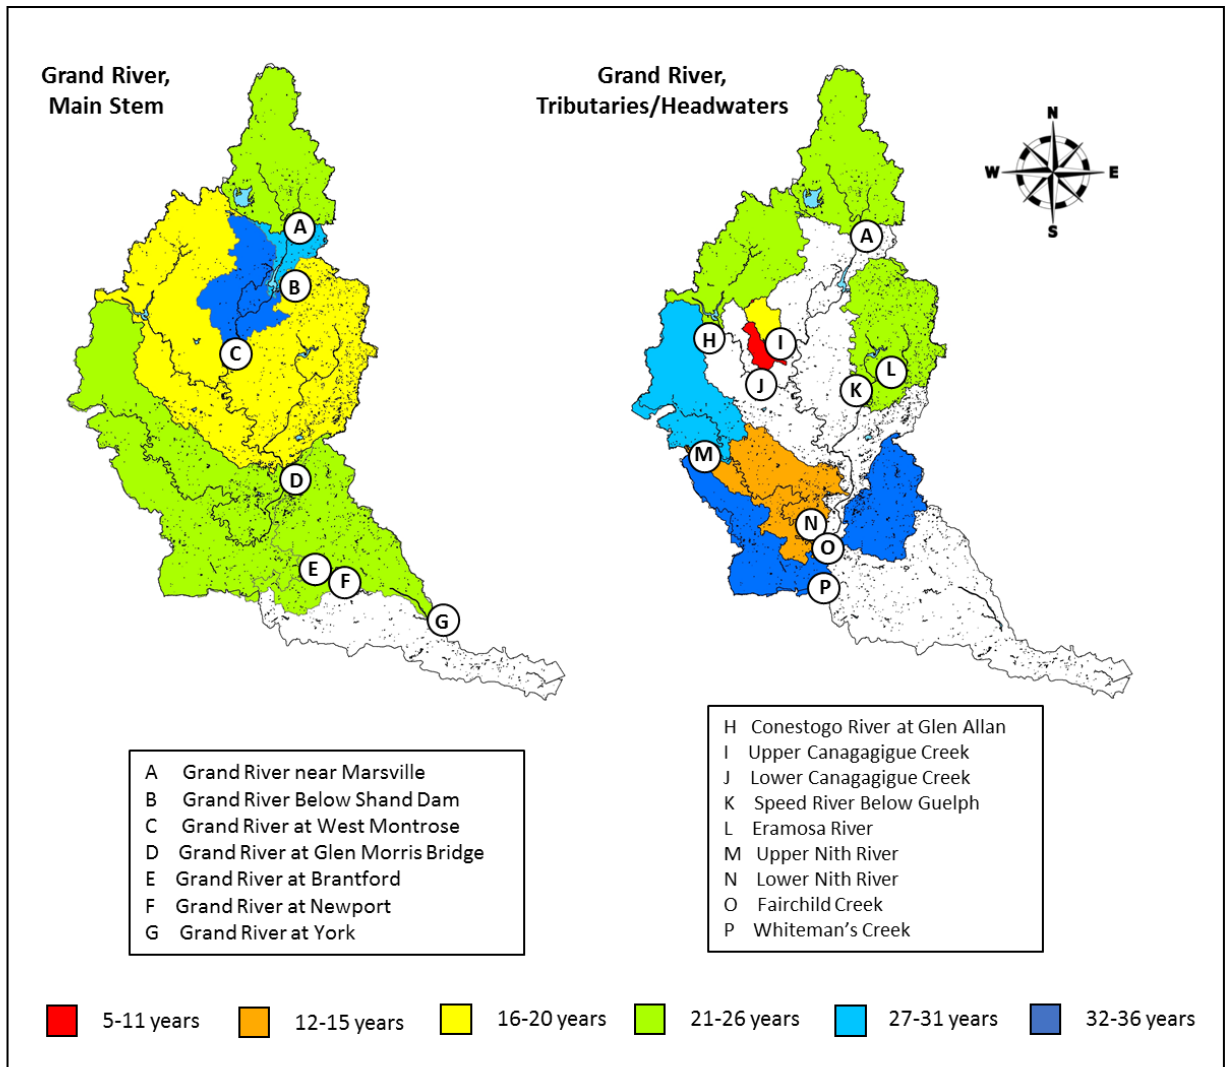 Grand River,
Main Stem
Grand River,
Tributaries/Headwaters
N
W
E
S
A
B
C
D
E
F
G
A
H
I
J
K
L
M
N
O
P
A Grand River near Marsville
B Grand River Below Shand Dam
C Grand River at West Montrose
D Grand River at Glen Morris Bridge
E Grand River at Brantford
F Grand River at Newport
G Grand River at York
H Conestogo River at Glen Allan
I Upper Canagagigue Creek
J Lower Canagagigue Creek
K Speed River Below Guelph
L Eramosa River
M Upper Nith River
N Lower Nith River
O Fairchild Creek
P Whiteman's Creek
5-11 years
12-15 years
16-20 years
21-26 years
27-31 years
32-36 years